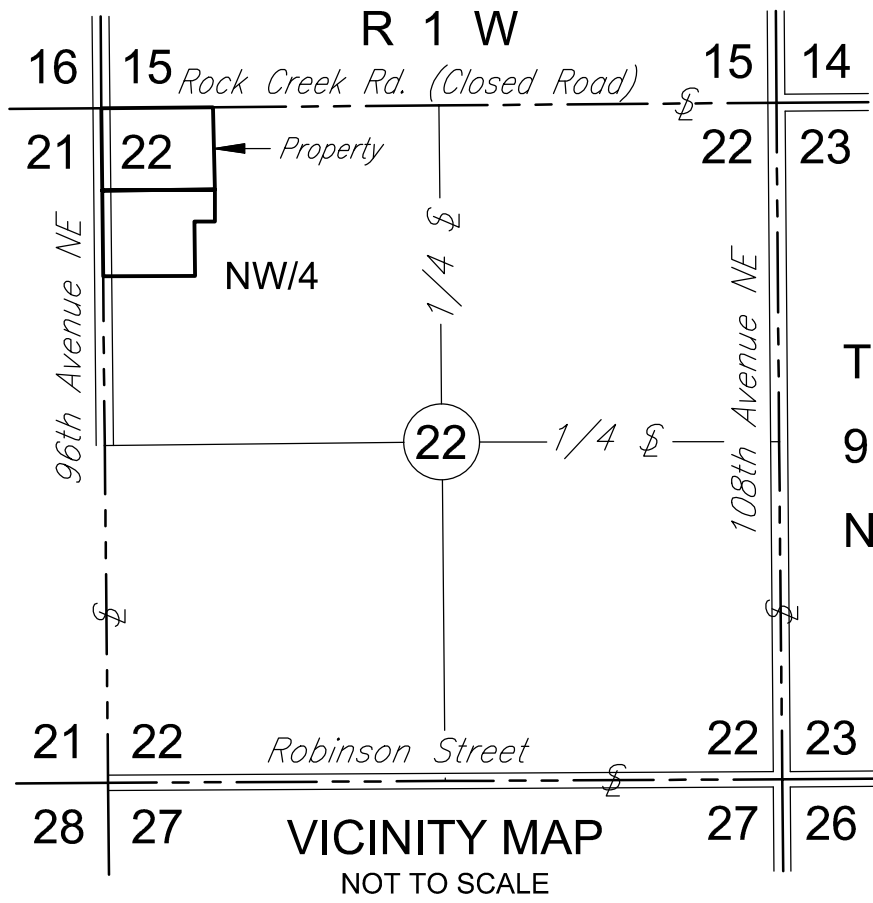 R 1 W
16 15
15 14
Rock Creek Rd. (Closed Road)
21 22
Property
22 23
96th Avenue NE
NW/4
1/4
108th Avenue NE
T
9
N
22
1/4
21 22
Robinson Street
22 23
28 27
VICINITY MAP
27 26
NOT TO SCALE